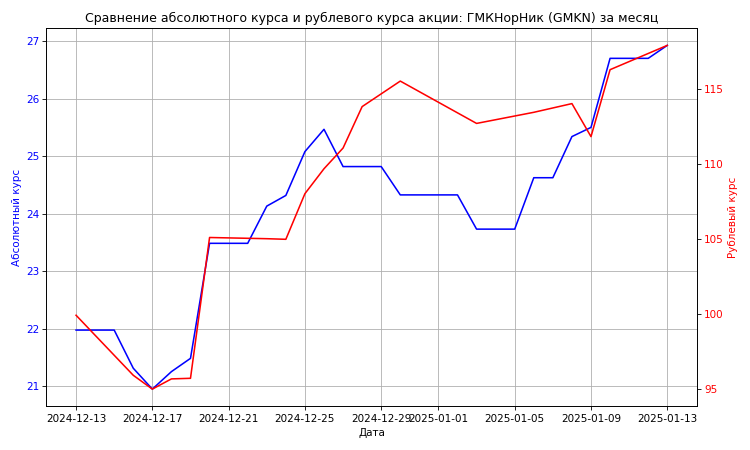 Сравнение абсолютного курса и рублевого курса акции: ГМКНорНик (GMKN) за месяц
27
26
25
24
23
22
21
Абсолютный курс
115
110
105
100
95
Рублевый курс
2024-12-13 2024-12-17 2024-12-21 2024-12-25 2024-12-29 2025-01-01 2025-01-05 2025-01-09 2025-01-13
Дата